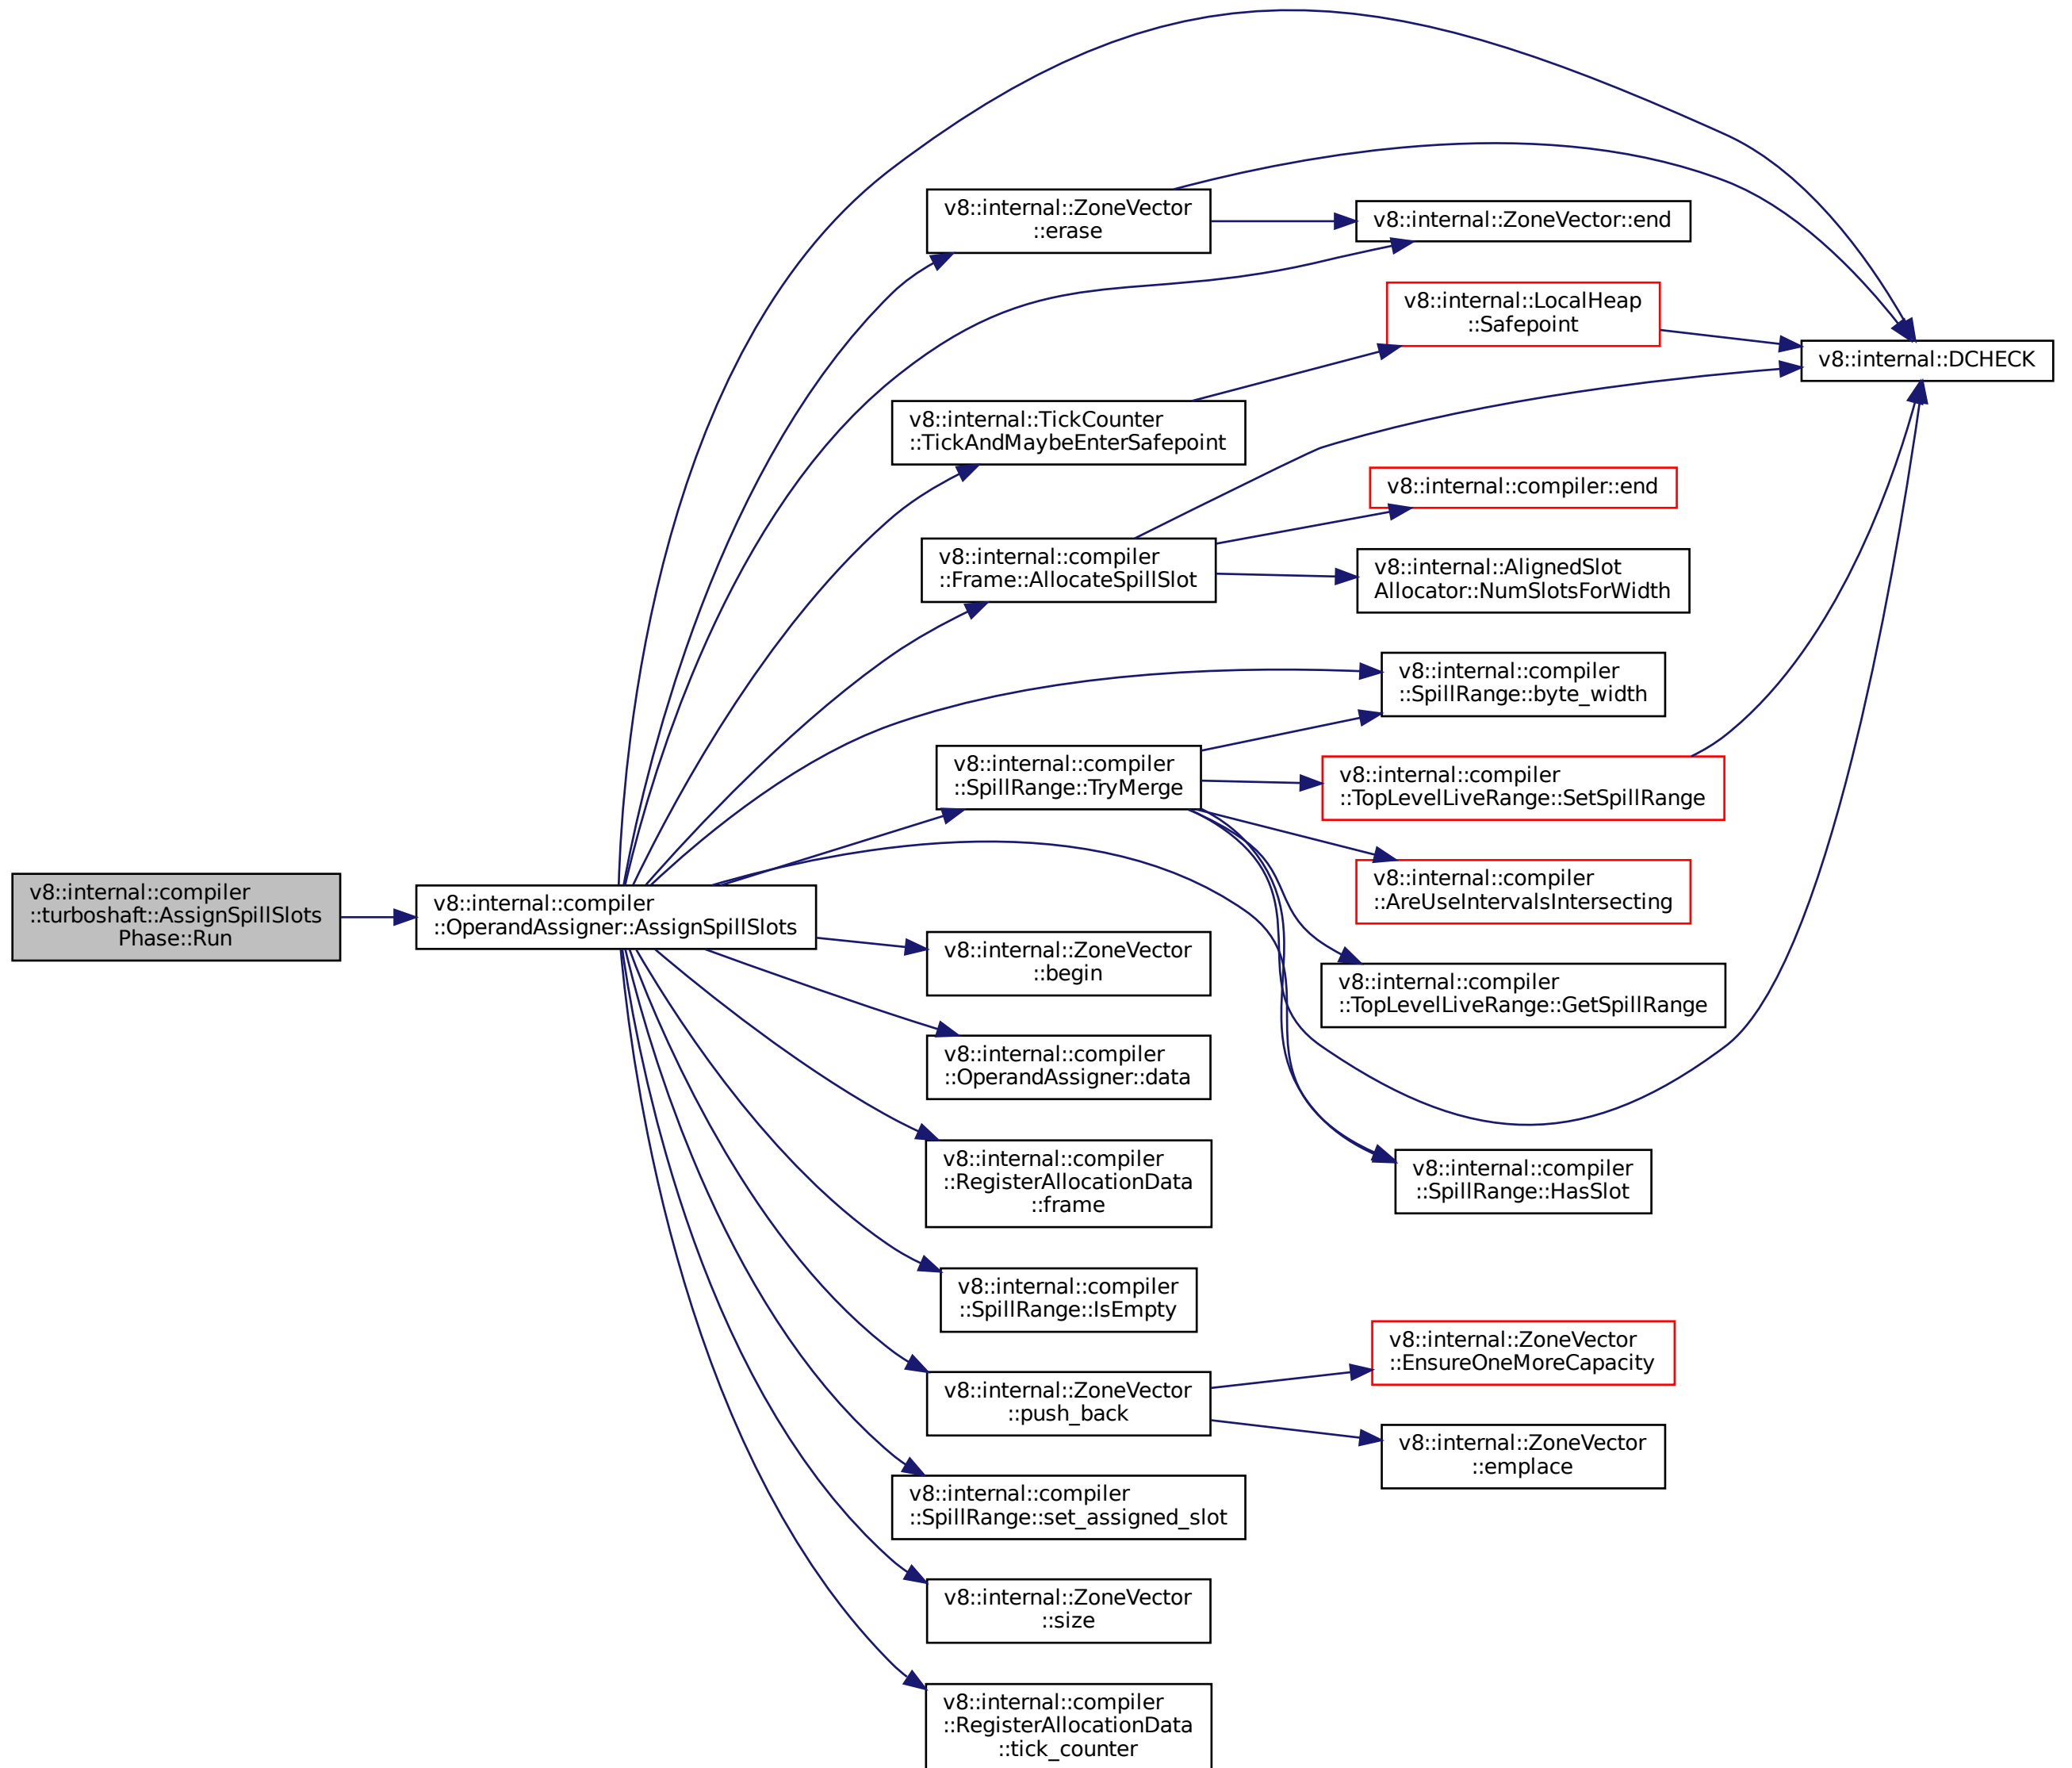 v8::internal::compiler
::turboshaft::AssignSpillSlots
Phase::Run
v8::internal::compiler
::OperandAssigner::AssignSpillSlots
v8::internal::ZoneVector
::erase
v8::internal::ZoneVector::end
v8::internal::LocalHeap
::Safepoint
v8::internal::DCHECK
v8::internal::TickCounter
::TickAndMaybeEnterSafepoint
v8::internal::compiler::end
v8::internal::compiler
::Frame::AllocateSpillSlot
v8::internal::AlignedSlot
Allocator::NumSlotsForWidth
v8::internal::compiler
::SpillRange::byte_width
v8::internal::compiler
::SpillRange::TryMerge
v8::internal::compiler
::TopLevelLiveRange::SetSpillRange
v8::internal::compiler
::AreUseIntervalsIntersecting
v8::internal::ZoneVector
::begin
v8::internal::compiler
::TopLevelLiveRange::GetSpillRange
v8::internal::compiler
::OperandAssigner::data
v8::internal::compiler
::RegisterAllocationData
::frame
v8::internal::compiler
::SpillRange::HasSlot
v8::internal::compiler
::SpillRange::IsEmpty
v8::internal::ZoneVector
::EnsureOneMoreCapacity
v8::internal::ZoneVector
::push_back
v8::internal::ZoneVector
::emplace
v8::internal::compiler
::SpillRange::set_assigned_slot
v8::internal::ZoneVector
::size
v8::internal::compiler
::RegisterAllocationData
::tick_counter